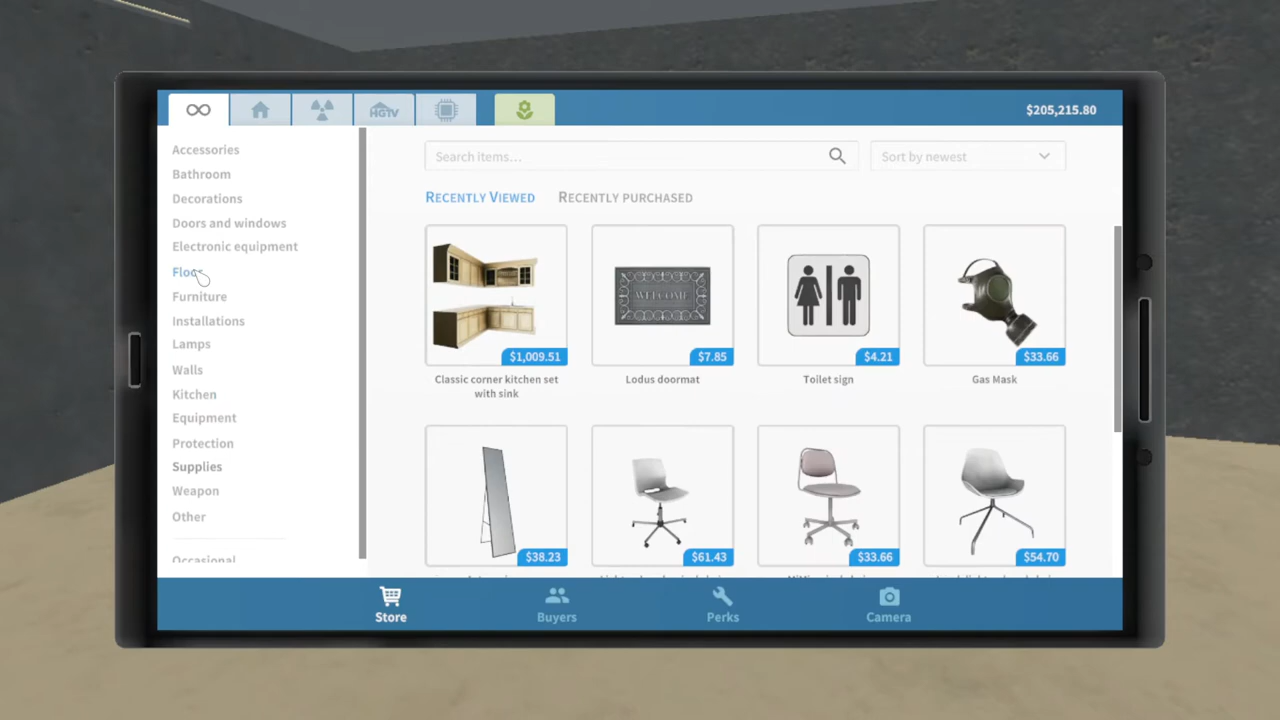 HGTV
$205,215.80
Accessories
Bathroom
Decorations
Doors and windows
Electronic equipment
Floor
Furniture
Installations
Lamps
Walls
Kitchen
Equipment
Protection
Supplies
Weapon
Other
Occasional
Search items...
Sort by newest
RECENTLY VIEWED
RECENTLY PURCHASED
$1,009.51
Classic corner kitchen set
with sink
WELCOME
$7.85
Lodus doormat
$4.21
Toilet sign
$33.66
Gas Mask
$38.23
$61.43
$33.66
$54.70
Store
Buyers
Perks
Camera